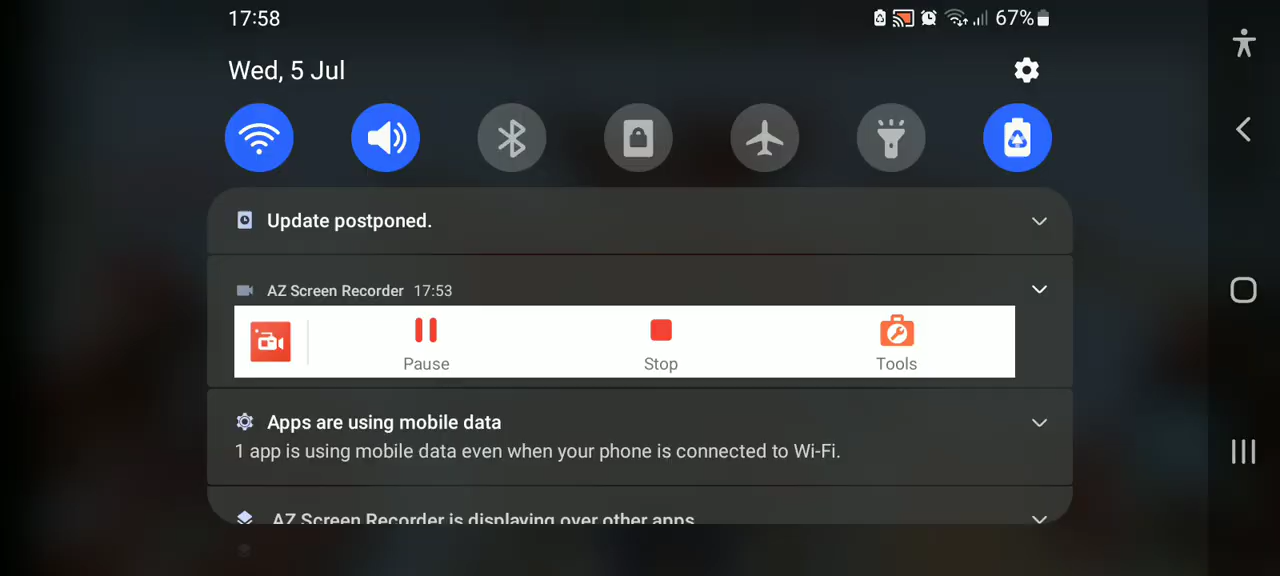 17:58
67%
Wed, 5 Jul
Update postponed.
AZ Screen Recorder 17:53
Pause
Stop
Tools
Apps are using mobile data
1 app is using mobile data even when your phone is connected to Wi-Fi.
AZ Screen Recorder is displaying over other apps